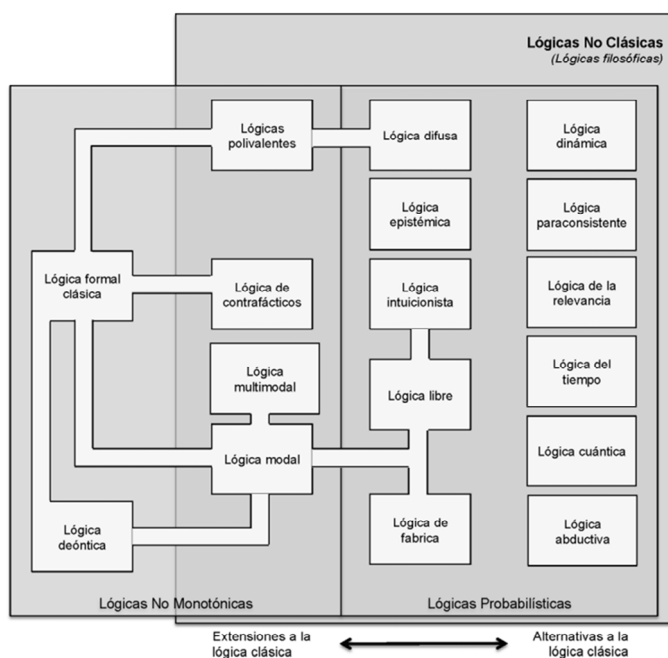 Lógicas No Clásicas
(Lógicas filosóficas)
Lógicas
polivalentes
Lógica difusa
Lógica
dinámica
Lógica
epistémica
Lógica
paraconsistente
Lógica formal
clásica
Lógica de
contrafácticos
Lógica
intuicionista
Lógica de la
relevancia
Lógica
multimodal
Lógica libre
Lógica del
tiempo
Lógica modal
Lógica cuántica
Lógica
deóntica
Lógica de
fabrica
Lógica
abductiva
Lógicas No Monotónicas
Lógicas Probabilísticas
Extensiones a la
lógica clásica
Alternativas a la
lógica clásica